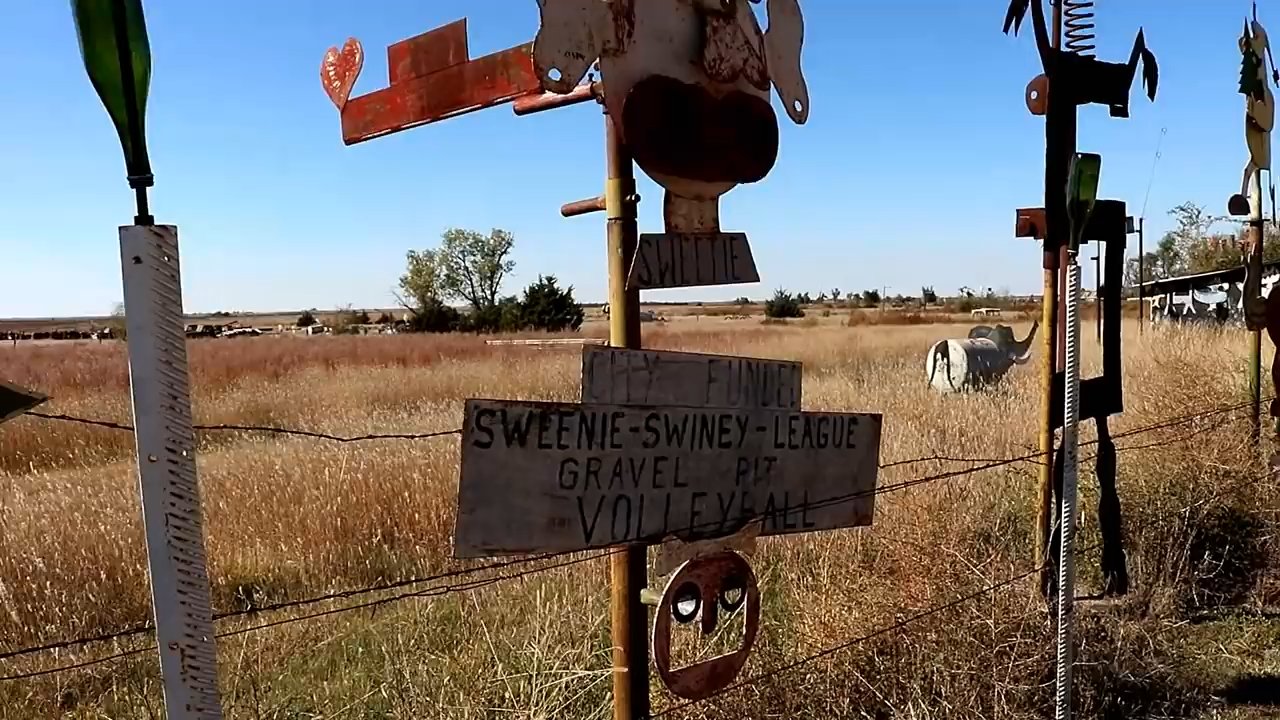 SWEETIE
CITY FUNDED
SWEENIE-SWINEY-LEAGUE
GRAVEL PIT
VOLLEYBALL